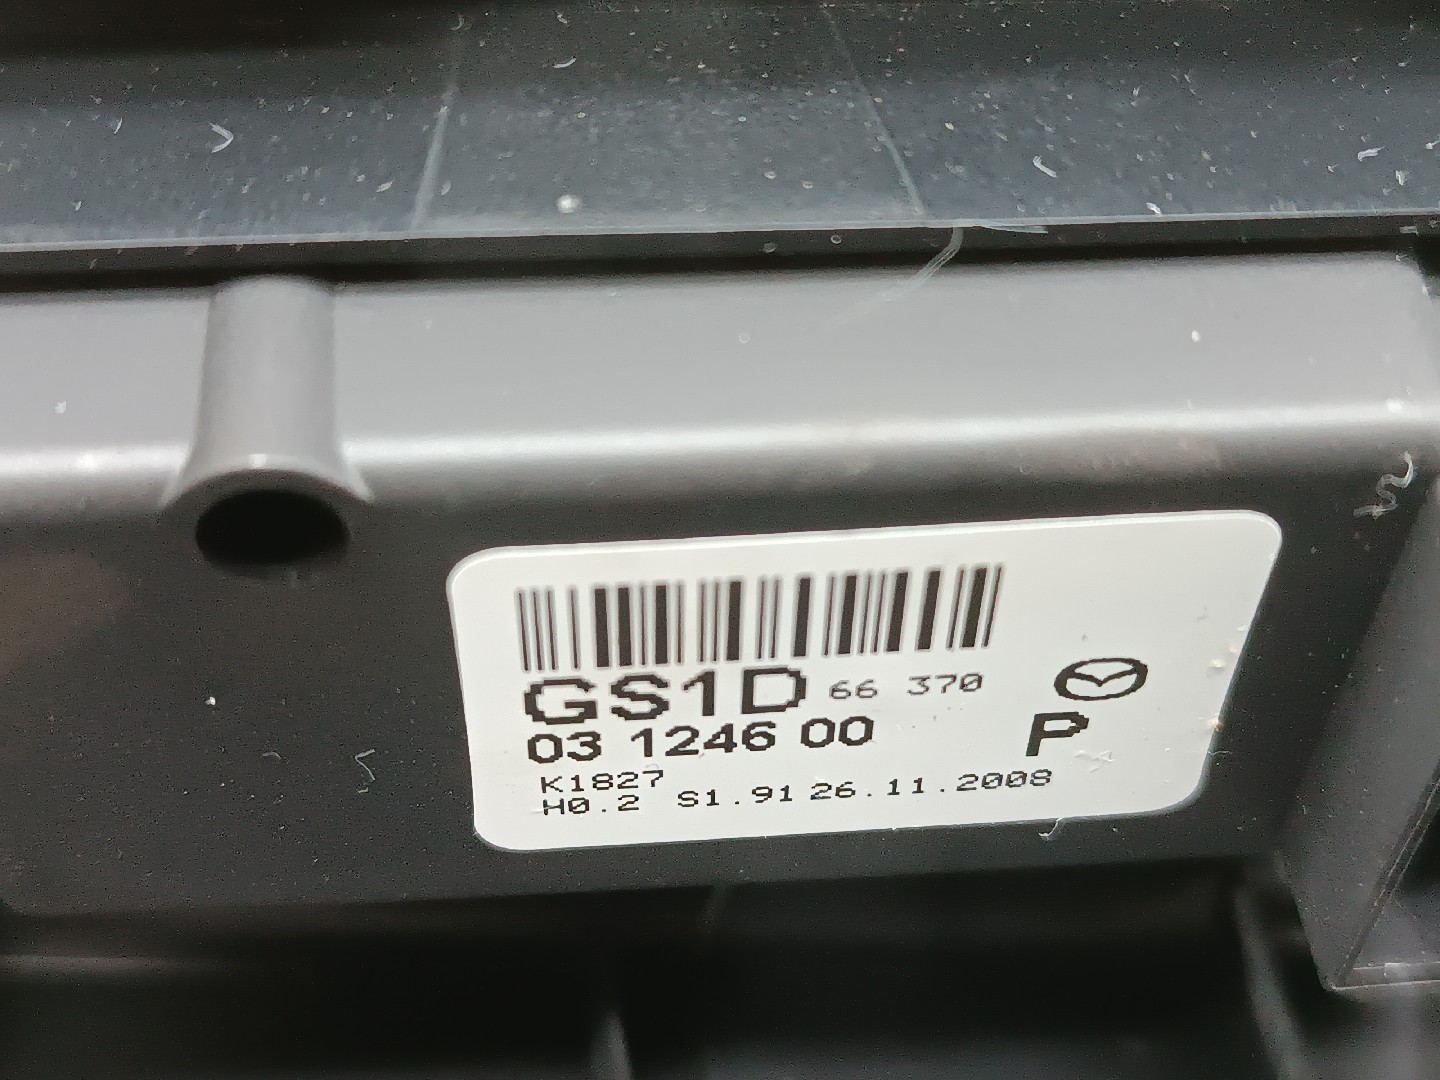 GS1D 66 370
03 1246 00 P
K1827
H0.2 S1.91 26.11.2008